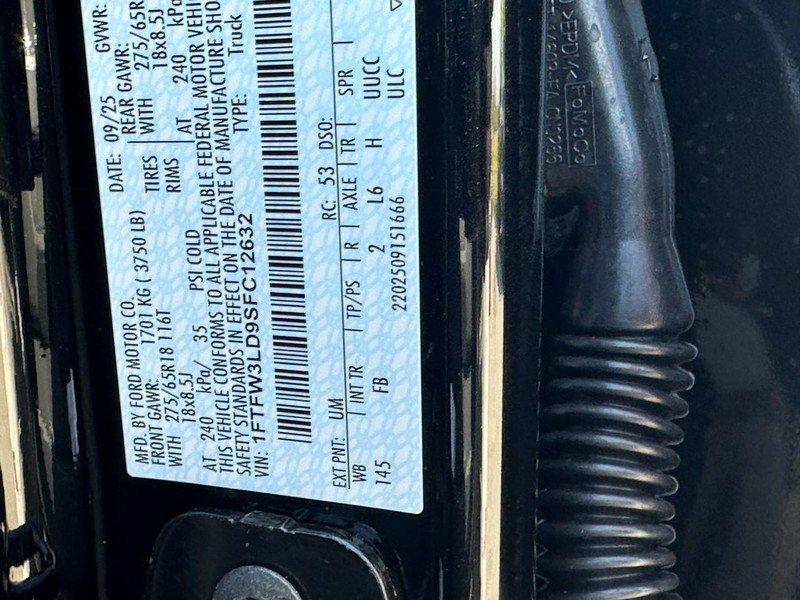 MFD. BY FORD MOTOR CO.
DATE: 09/25 GVWR:
FRONT GAWR: 1701 KG ( 3750 LB) REAR GAWR:
WITH 275/65R18 116T TIRES WITH 275/65R
18x8.5J RIMS 18x8.5J
AT 240 kPa/ 35 PSI COLD AT 240 kPa
THIS VEHICLE CONFORMS TO ALL APPLICABLE FEDERAL MOTOR VEHI
SAFETY STANDARDS IN EFFECT ON THE DATE OF MANUFACTURE SHO
VIN: 1FTFW3LD9SFC12632 TYPE: Truck
EXT PNT: UM RC: 53 DSO:
WB INT TR TP/PS R AXLE TR SPR
145 FB 2 L6 H UUCC
2202509151666 ULC
>EPDM<
FoMoCo